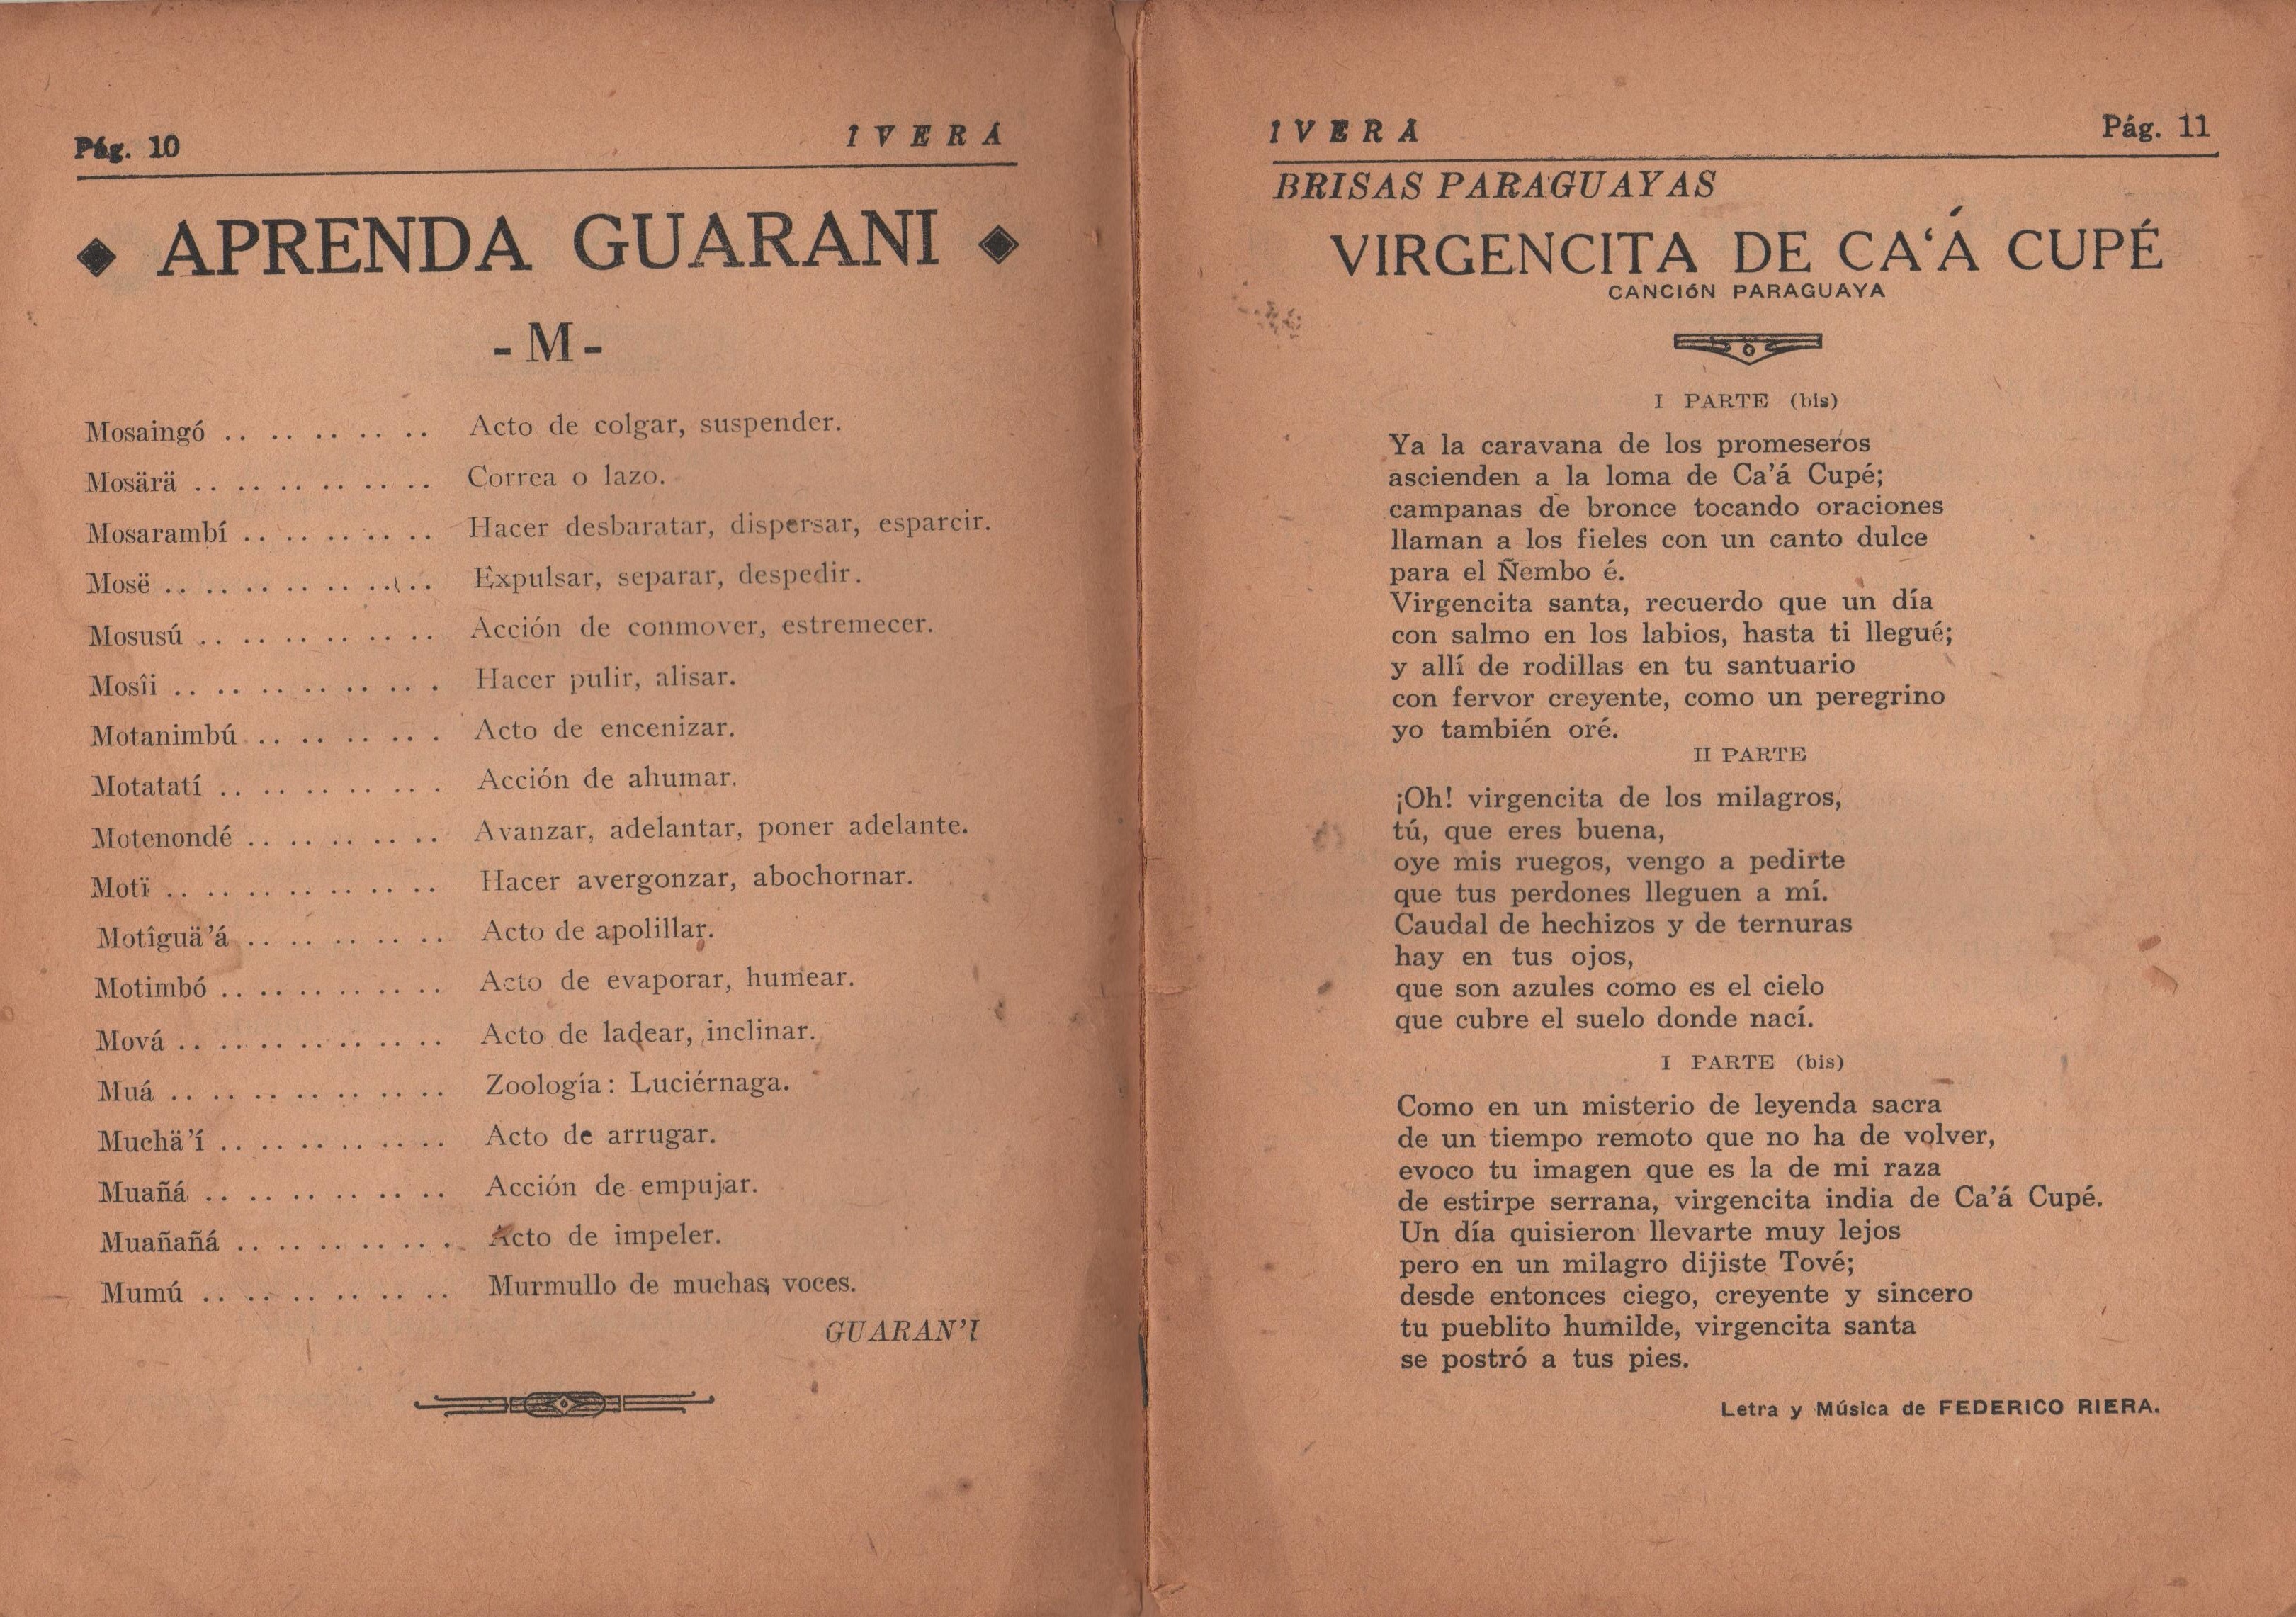 Pág. 10
IVERÁ
APRENDA GUARANI
- M -
Mosaingó .. .. .. .. .. Acto de colgar, suspender.
Mosärä .. .. .. .. .. .. Correa o lazo.
Mosarambí .. .. .. .. .. Hacer desbaratar, dispersar, esparcir.
Mosë .. .. .. .. .. .. .. Expulsar, separar, despedir.
Mosusú .. .. .. .. .. .. Acción de conmover, estremecer.
Mosîi .. .. .. .. .. .. . Hacer pulir, alisar.
Motanimbú .. .. .. .. . Acto de encenizar.
Motatatí .. .. .. .. .. . Acción de ahumar.
Motenondé .. .. .. .. .. Avanzar, adelantar, poner adelante.
Motï .. .. .. .. .. .. .. Hacer avergonzar, abochornar.
Motîguä'á .. .. .. .. .. Acto de apolillar.
Motimbó .. .. .. .. .. .. Acto de evaporar, humear.
Mová .. .. .. .. .. .. .. Acto de ladear, inclinar.
Muá .. .. .. .. .. .. .. Zoología: Luciérnaga.
Muchä'í .. .. .. .. .. .. Acto de arrugar.
Muañá .. .. .. .. .. .. Acción de empujar.
Muañañá .. .. .. .. .. . Acto de impeler.
Mumú .. .. .. .. .. .. Murmullo de muchas voces.
GUARAN'I
IVERA
Pág. 11
BRISAS PARAGUAYAS
VIRGENCITA DE CA'Á CUPÉ
CANCIóN PARAGUAYA
I PARTE (bis)
Ya la caravana de los promeseros
ascienden a la loma de Ca'á Cupé;
campanas de bronce tocando oraciones
llaman a los fieles con un canto dulce
para el Ñembo é.
Virgencita santa, recuerdo que un día
con salmo en los labios, hasta ti llegué;
y allí de rodillas en tu santuario
con fervor creyente, como un peregrino
yo también oré.
II PARTE
¡Oh! virgencita de los milagros,
tú, que eres buena,
oye mis ruegos, vengo a pedirte
que tus perdones lleguen a mí.
Caudal de hechizos y de ternuras
hay en tus ojos,
que son azules como es el cielo
que cubre el suelo donde nací.
I PARTE (bis)
Como en un misterio de leyenda sacra
de un tiempo remoto que no ha de volver,
evoco tu imagen que es la de mi raza
de estirpe serrana, virgencita india de Ca'á Cupé.
Un día quisieron llevarte muy lejos
pero en un milagro dijiste Tové;
desde entonces ciego, creyente y sincero
tu pueblito humilde, virgencita santa
se postró a tus pies.
Letra y Música de FEDERICO RIERA.